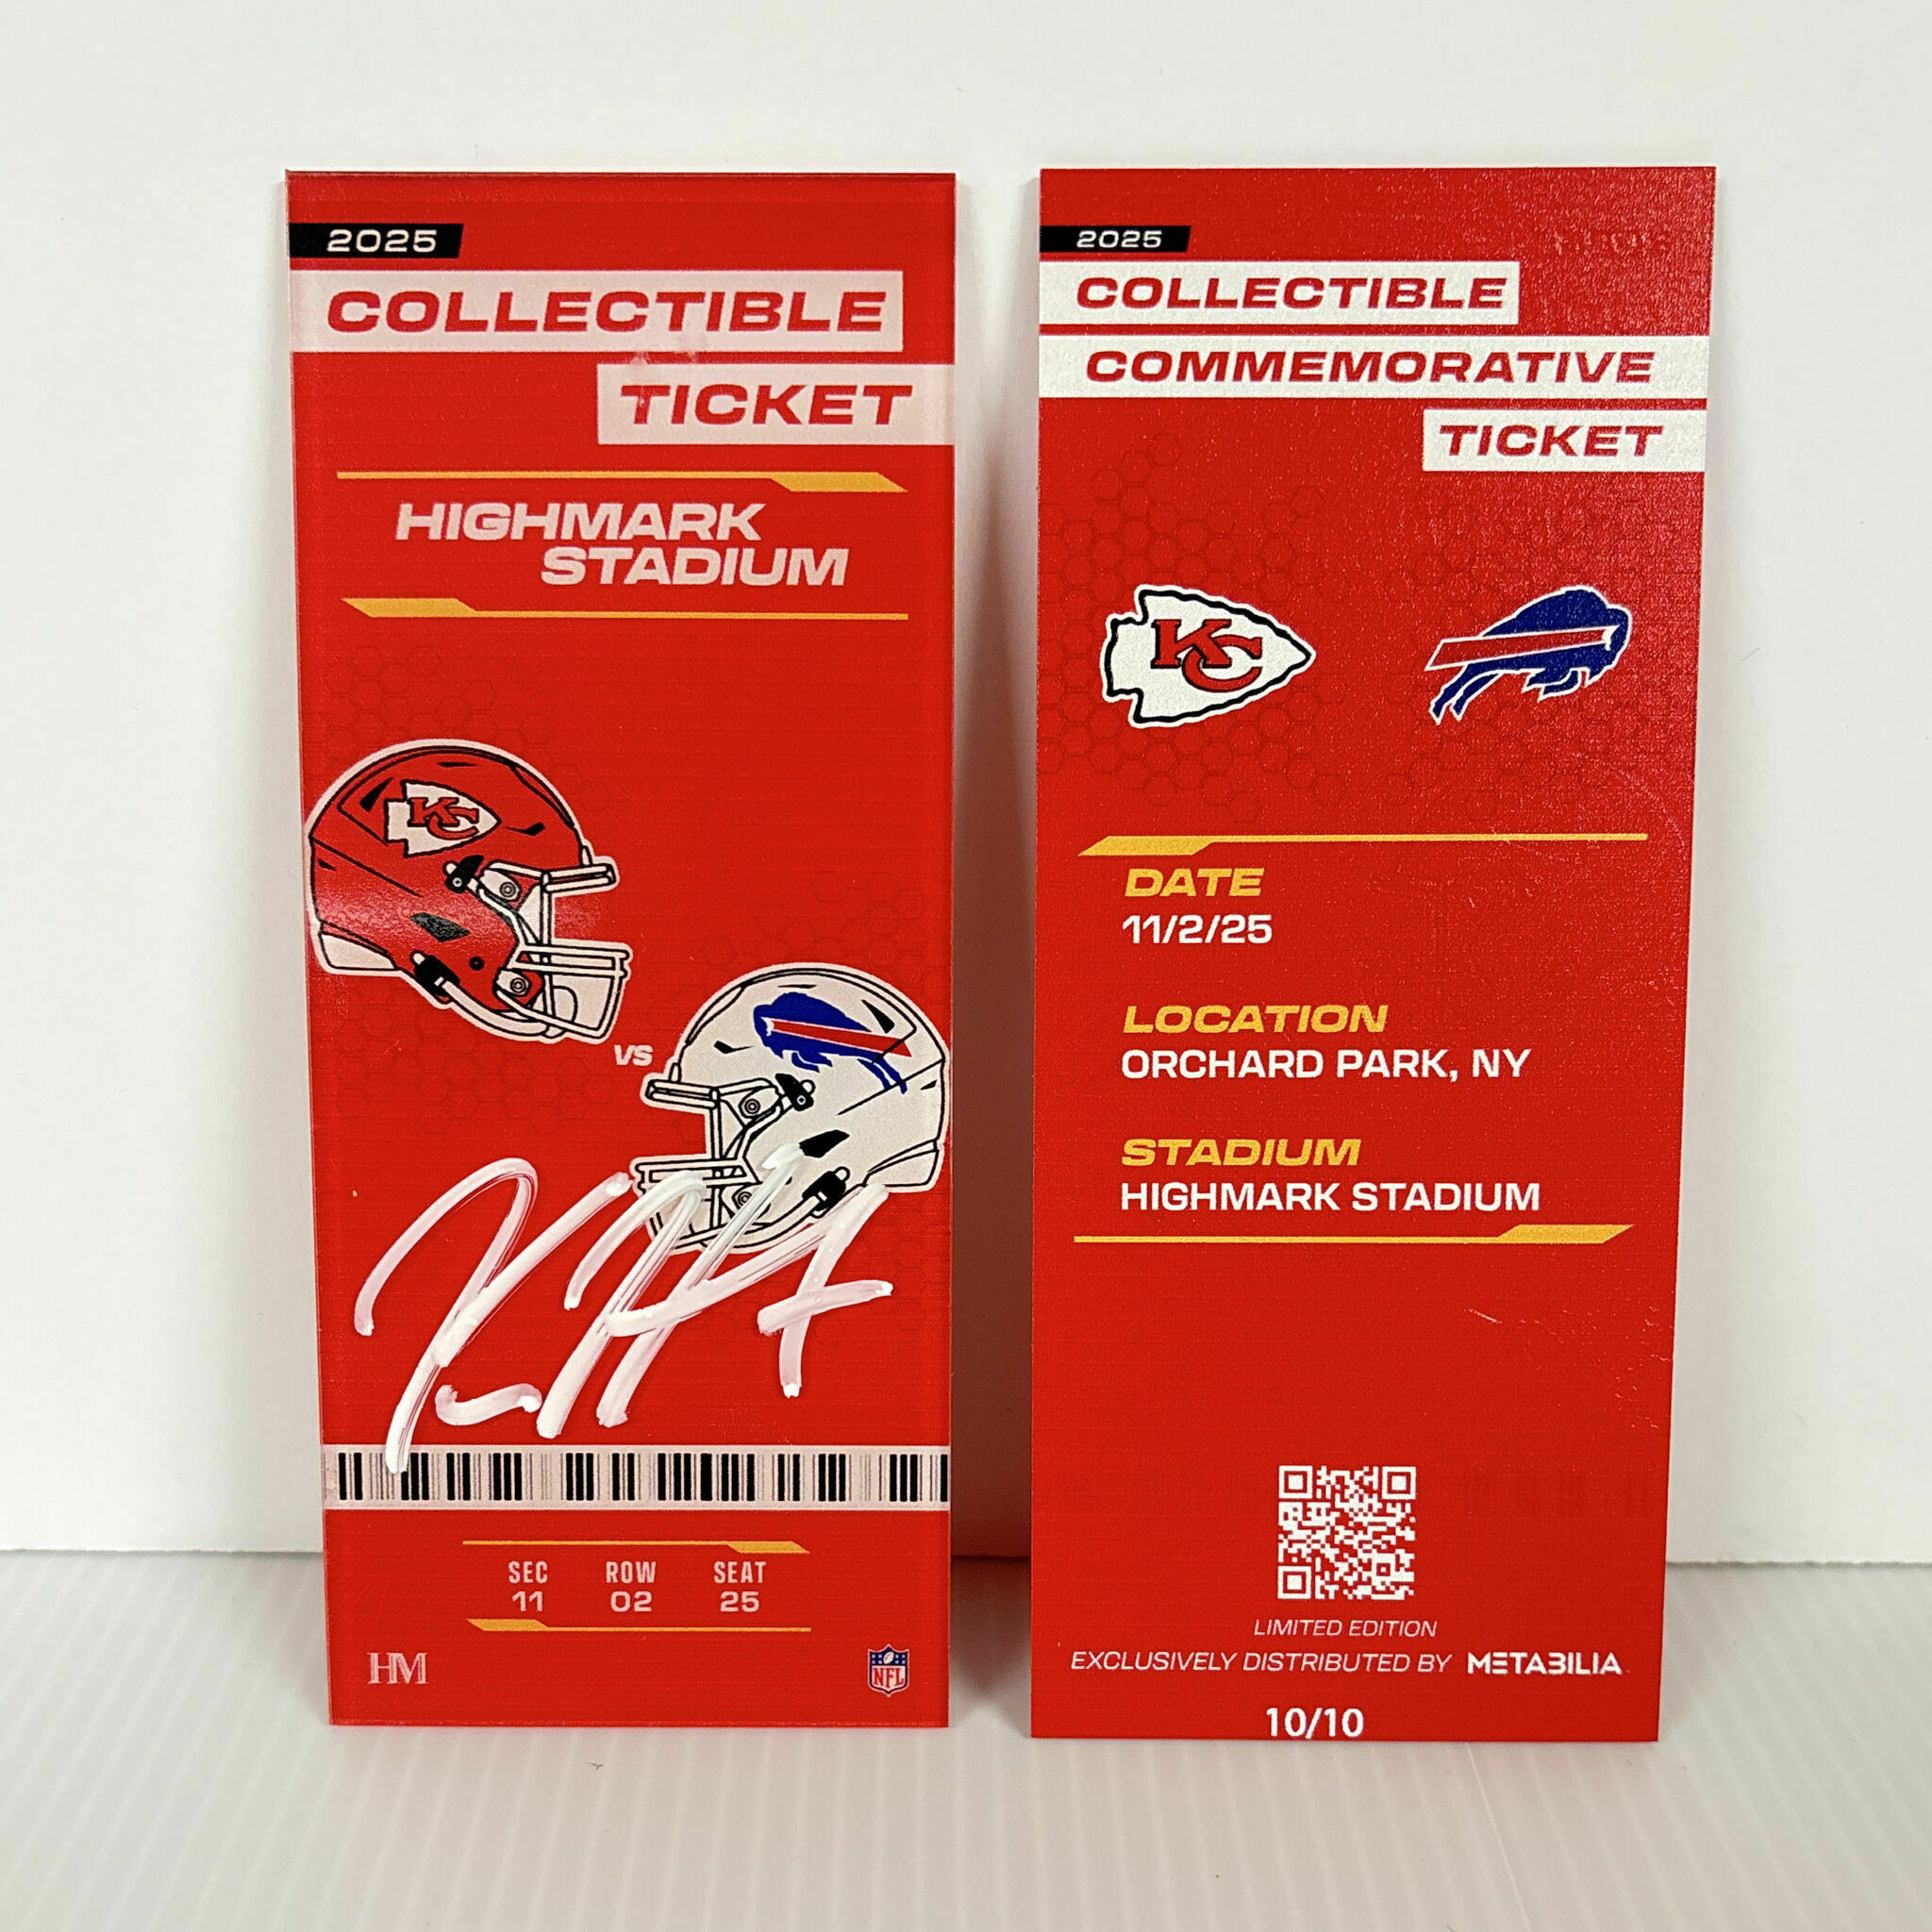 2025
COLLECTIBLE
TICKET
HIGHMARK
STADIUM
KC
VS
SEC ROW SEAT
11 02 25
HM
NFL
2025
COLLECTIBLE
COMMEMORATIVE
TICKET
KC
DATE
11/2/25
LOCATION
ORCHARD PARK, NY
STADIUM
HIGHMARK STADIUM
LIMITED EDITION
EXCLUSIVELY DISTRIBUTED BY METABILIA
10/10